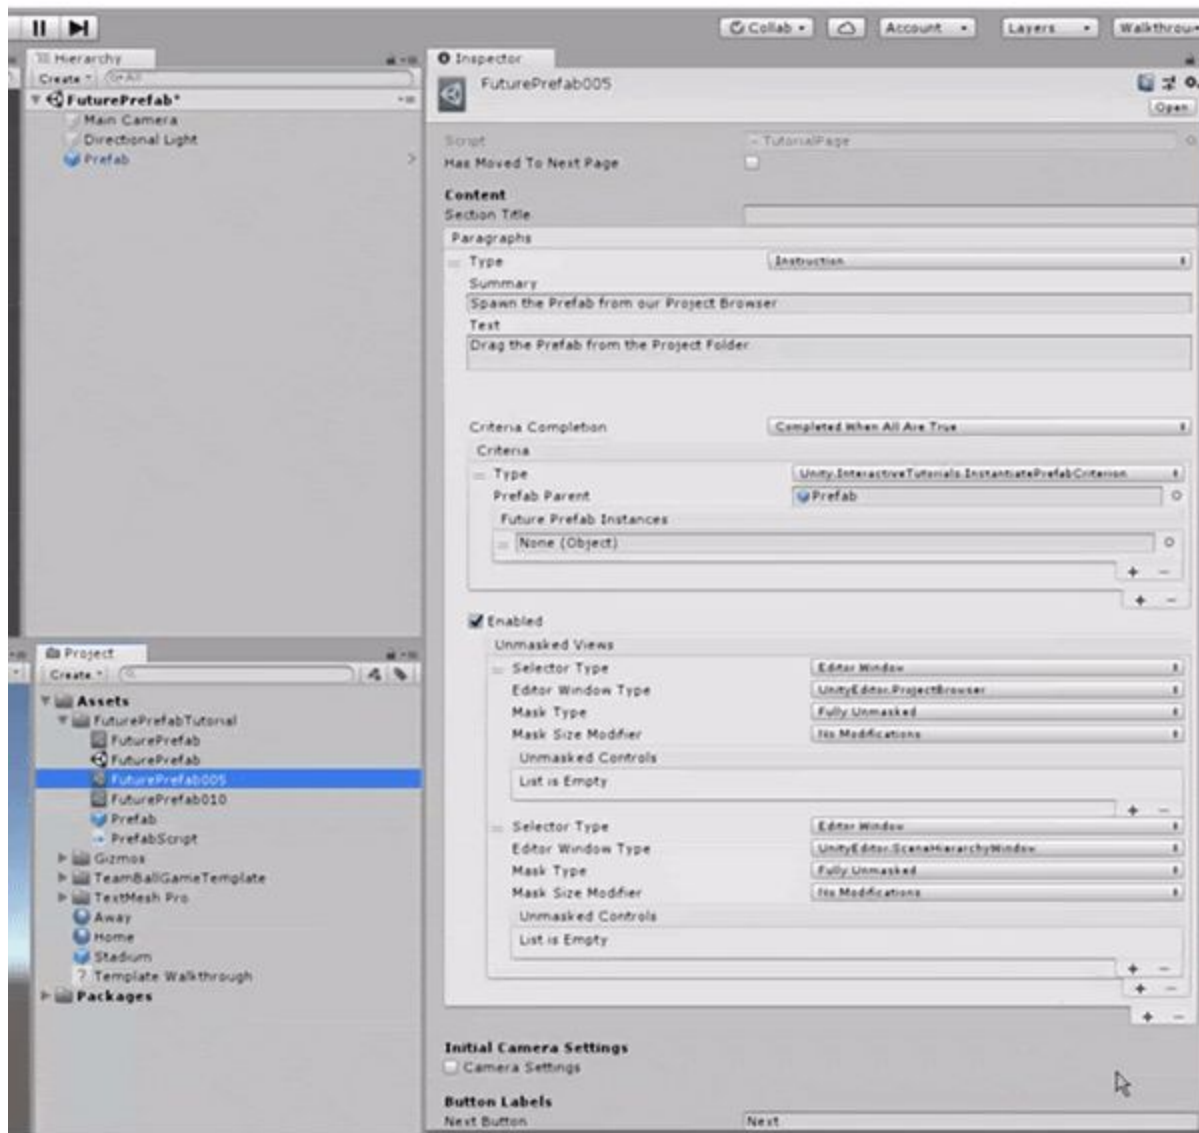 Collab
Account
Layers
Walkthrou
Hierarchy
Create
All
FuturePrefab*
Main Camera
Directional Light
Prefab
Project
Create
Assets
FuturePrefabTutorial
FuturePrefab
FuturePrefab
FuturePrefab005
FuturePrefab010
Prefab
PrefabScript
Gizmos
TeamBallGameTemplate
TextMesh Pro
Away
Home
Stadium
Template Walkthrough
Packages
Inspector
FuturePrefab005
Open
Script TutorialPage
Has Moved To Next Page
Content
Section Title
Paragraphs
Type Instruction
Summary
Spawn the Prefab from our Project Browser
Text
Drag the Prefab from the Project Folder
Criteria Completion Completed When All Are True
Criteria
Type Unity.InteractiveTutorials.InstantiatePrefabCriterion
Prefab Parent Prefab
Future Prefab Instances
None (Object)
+ -
+ -
Enabled
Unmasked Views
Selector Type Editor Window
Editor Window Type UnityEditor.ProjectBrowser
Mask Type Fully Unmasked
Mask Size Modifier No Modifications
Unmasked Controls
List is Empty
+ -
Selector Type Editor Window
Editor Window Type UnityEditor.SceneHierarchyWindow
Mask Type Fully Unmasked
Mask Size Modifier No Modifications
Unmasked Controls
List is Empty
+ -
+ -
+ -
Initial Camera Settings
Camera Settings
Button Labels
Next Button Next